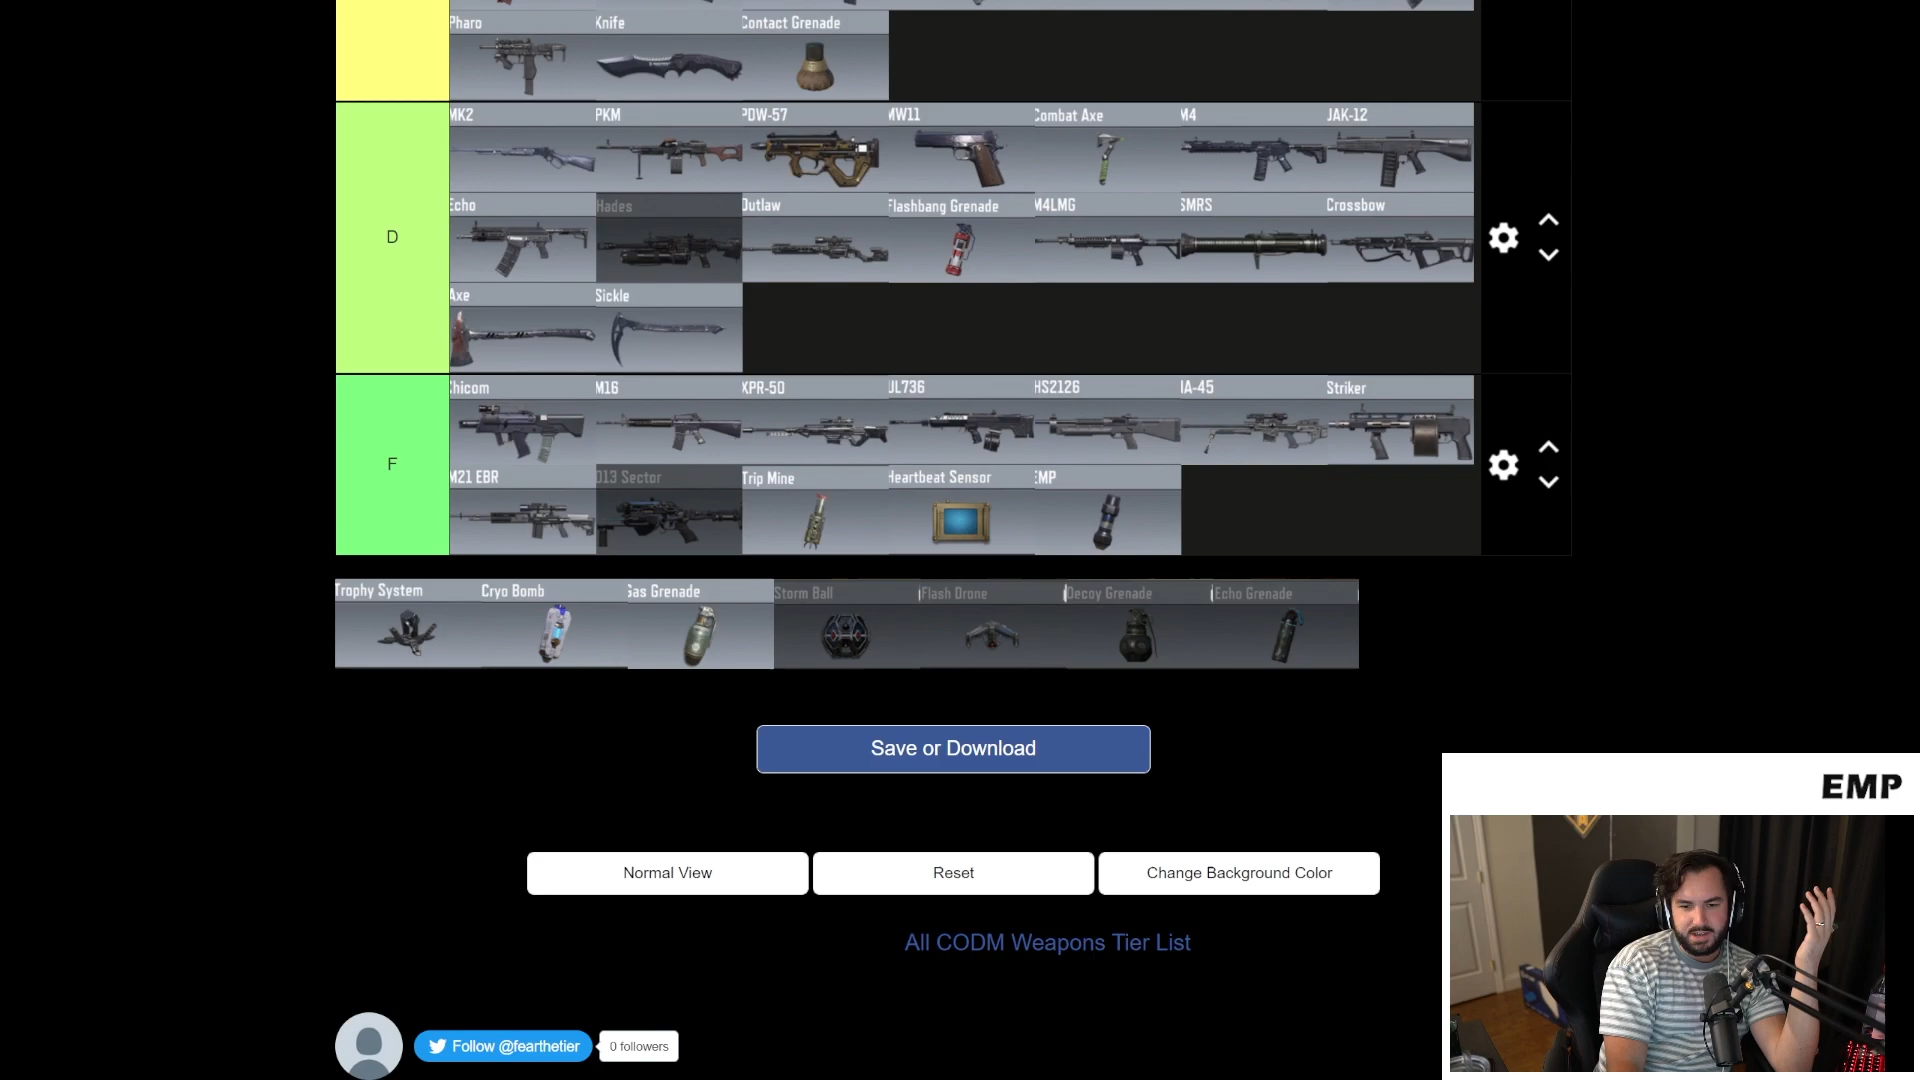 Pharo Knife Contact Grenade
D
MK2 PKM PDW-57 MW11 Combat Axe M4 JAK-12
Echo Hades Outlaw Flashbang Grenade M4LMG SMRS Crossbow
Axe Sickle
F
Chicom M16 XPR-50 UL736 HS2126 NA-45 Striker
M21 EBR D13 Sector Trip Mine Heartbeat Sensor EMP
Trophy System Cryo Bomb Gas Grenade Storm Ball Flash Drone Decoy Grenade Echo Grenade
Save or Download
EMP
Normal View Reset Change Background Color
All CODM Weapons Tier List
Follow @fearthetier 0 followers